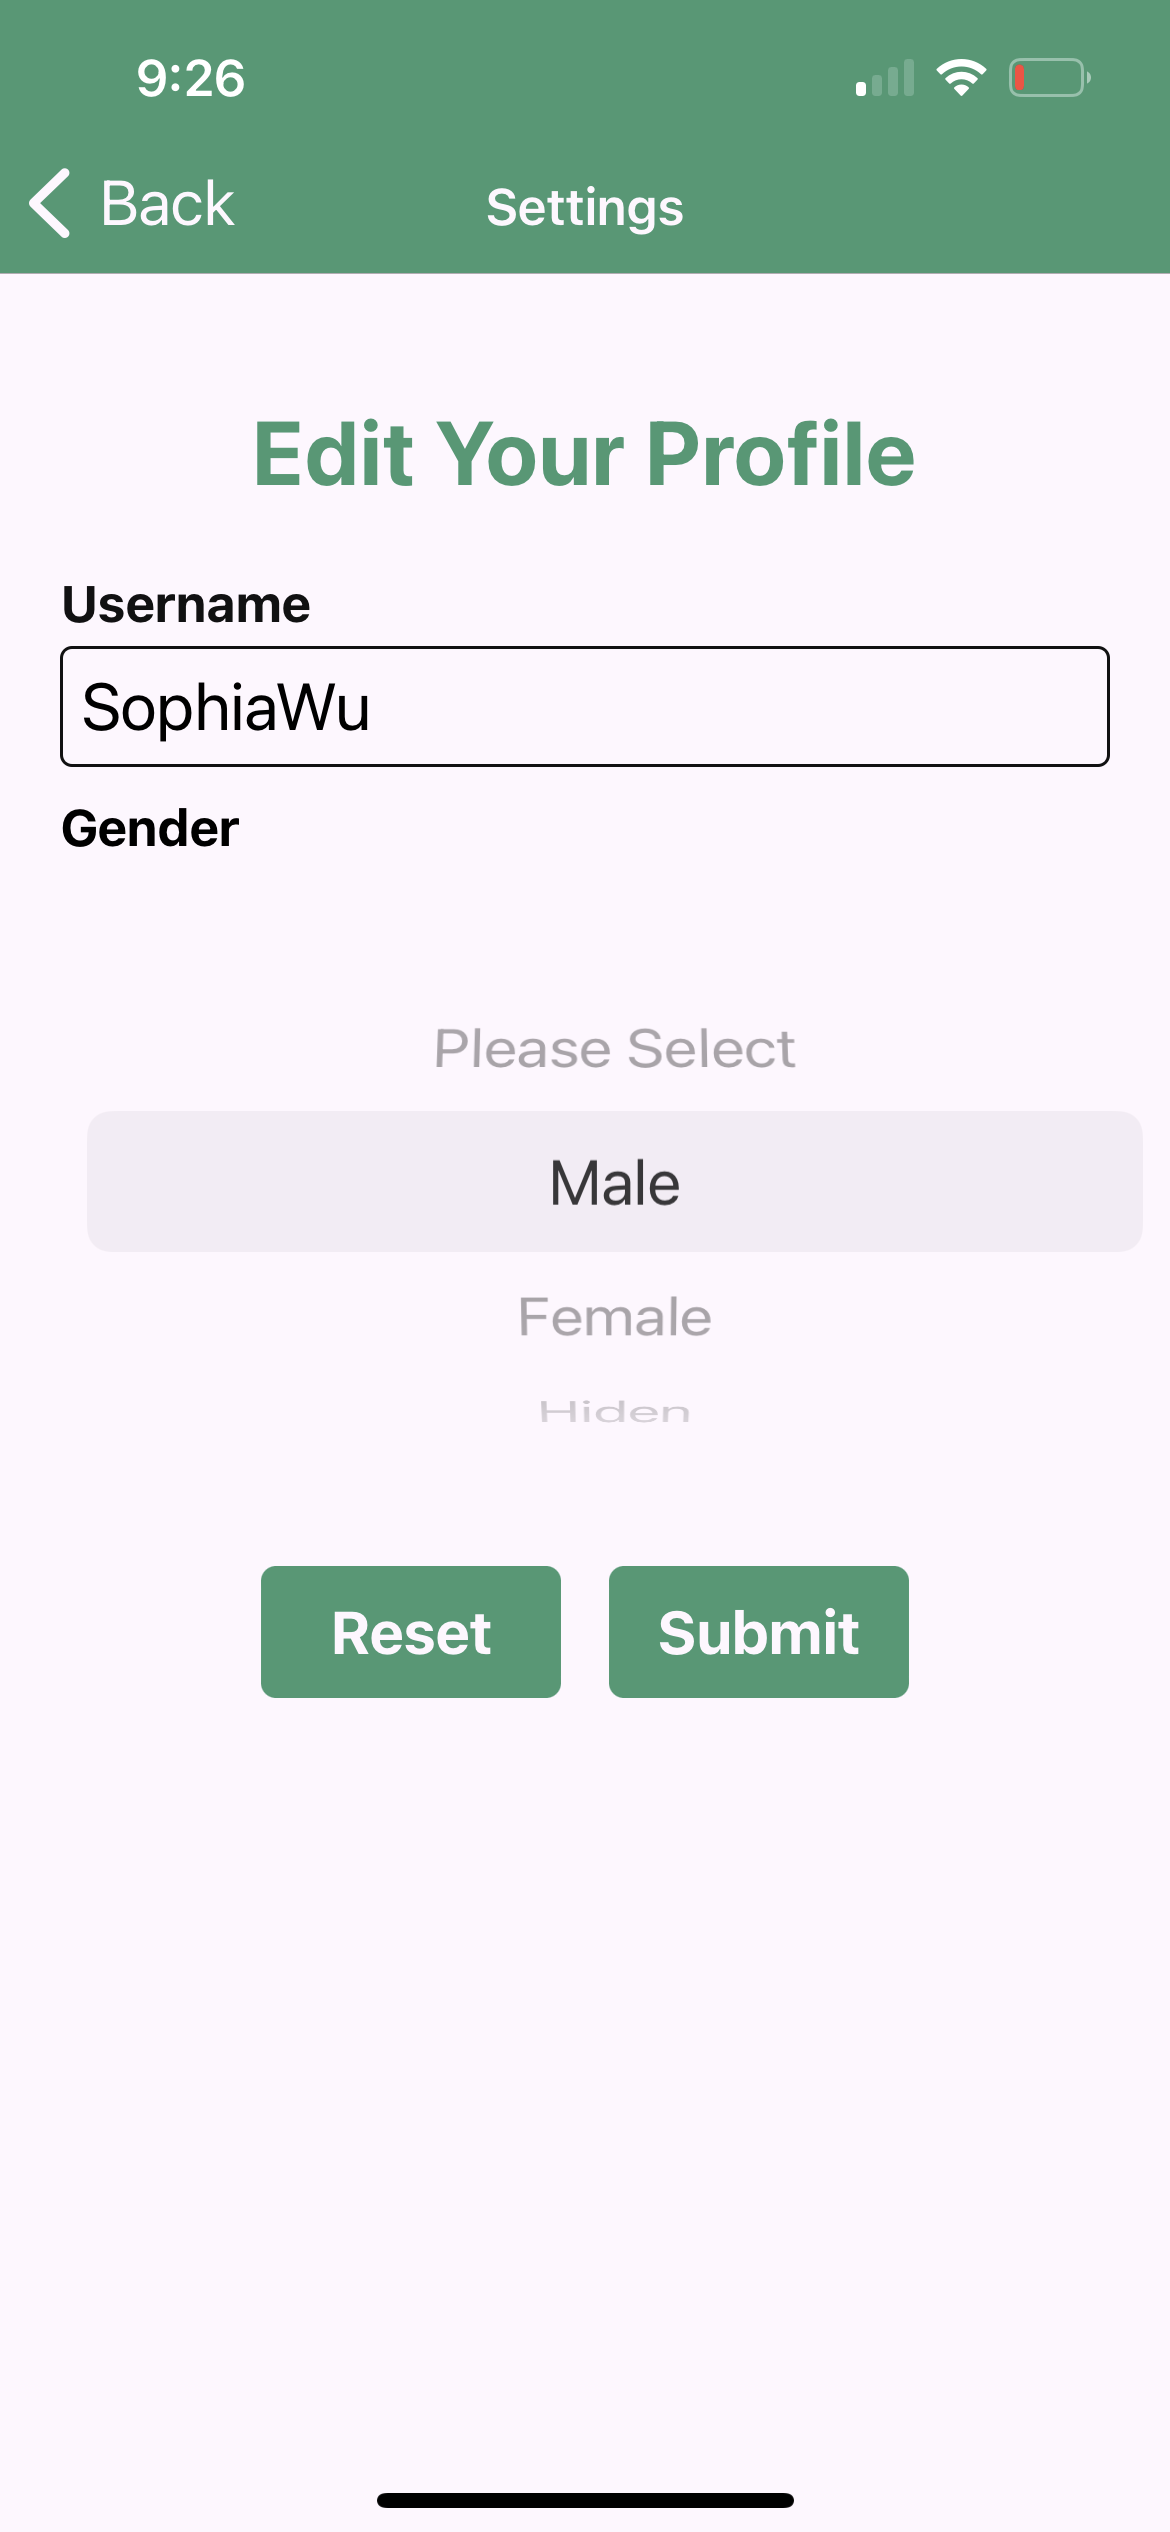 9:26
Back
Settings
Edit Your Profile
Username
SophiaWu
Gender
Please Select
Male
Female
Hiden
Reset
Submit